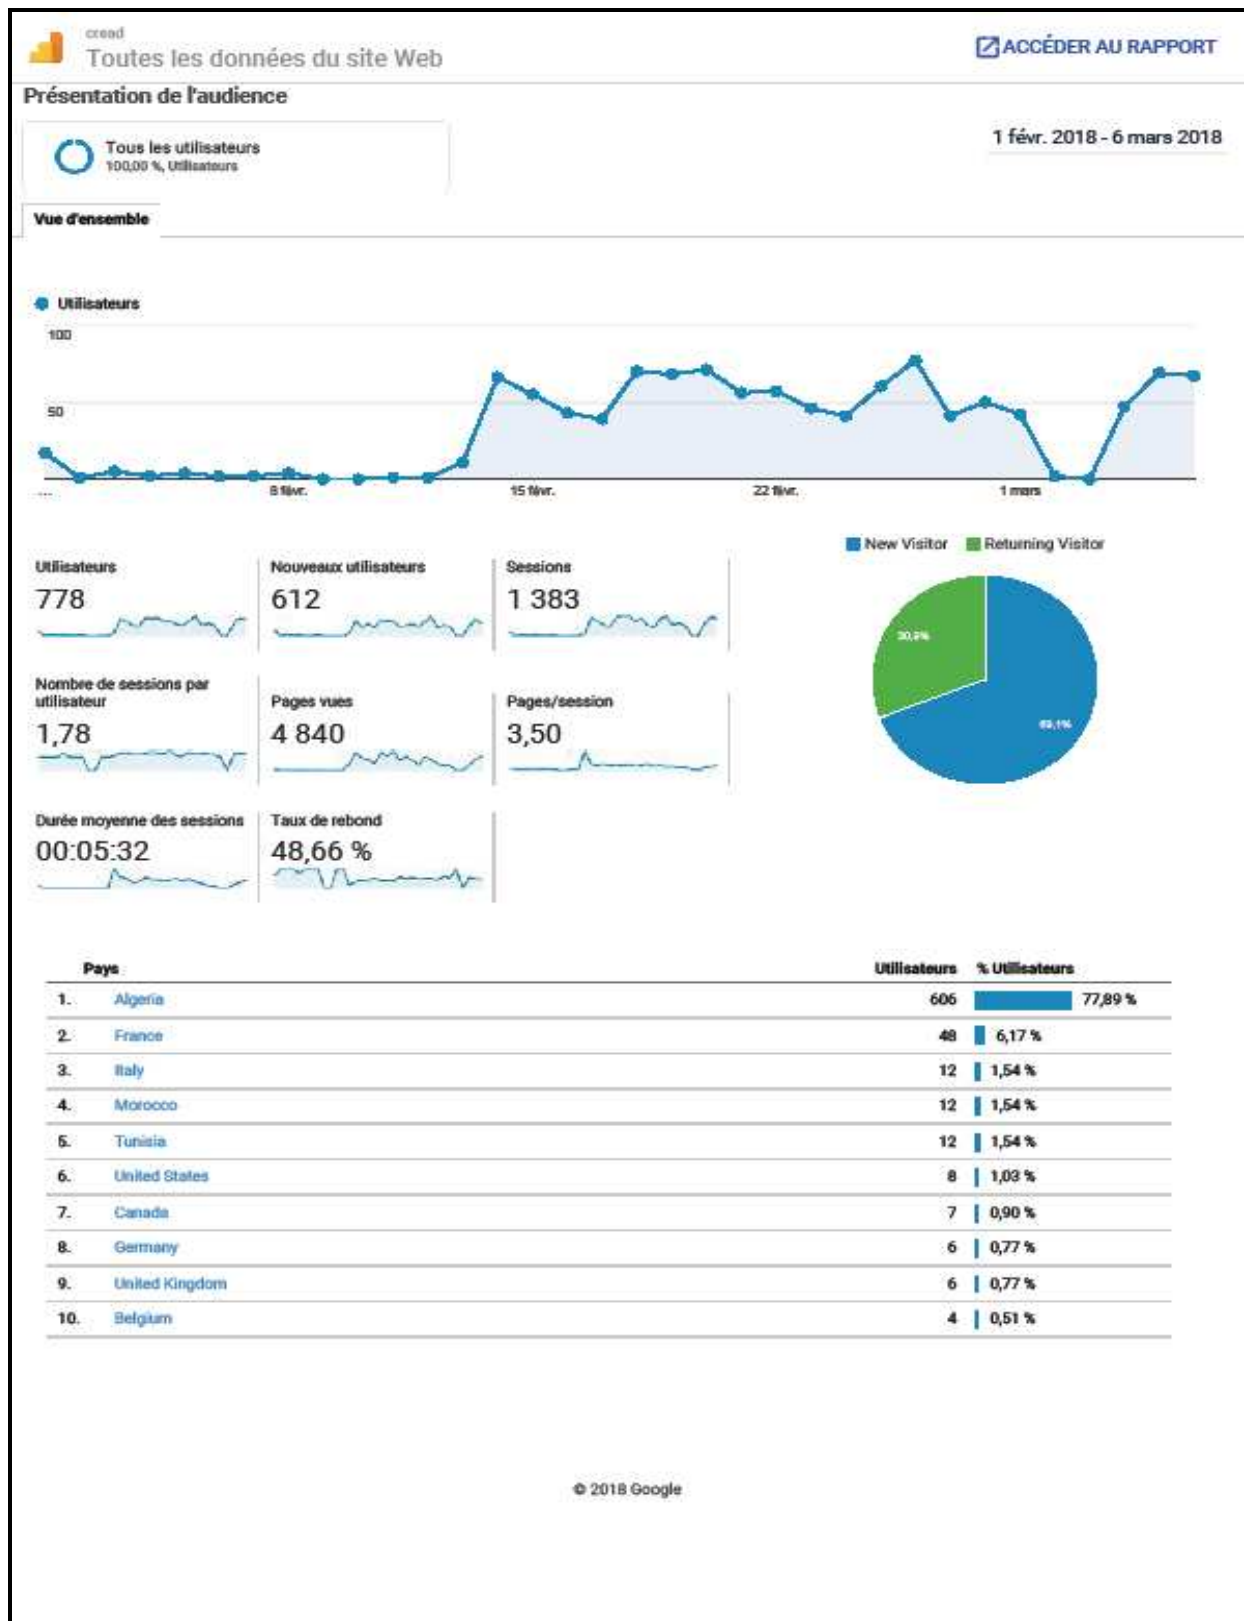 cread
Toutes les données du site Web
ACCÉDER AU RAPPORT
Présentation de l'audience
Tous les utilisateurs
100,00 %, Utilisateurs
1 févr. 2018 - 6 mars 2018
Vue d'ensemble
Utilisateurs
100
50
...
8 févr.
15 févr.
22 févr.
1 mars
New Visitor
Returning Visitor
Utilisateurs
778
Nouveaux utilisateurs
612
Sessions
1 383
30,9%
69,1%
Nombre de sessions par
utilisateur
1,78
Pages vues
4 840
Pages/session
3,50
Durée moyenne des sessions
00:05:32
Taux de rebond
48,66 %
Pays Utilisateurs % Utilisateurs
1. Algeria 606 77,89 %
2. France 48 6,17 %
3. Italy 12 1,54 %
4. Morocco 12 1,54 %
5. Tunisia 12 1,54 %
6. United States 8 1,03 %
7. Canada 7 0,90 %
8. Germany 6 0,77 %
9. United Kingdom 6 0,77 %
10. Belgium 4 0,51 %
© 2018 Google